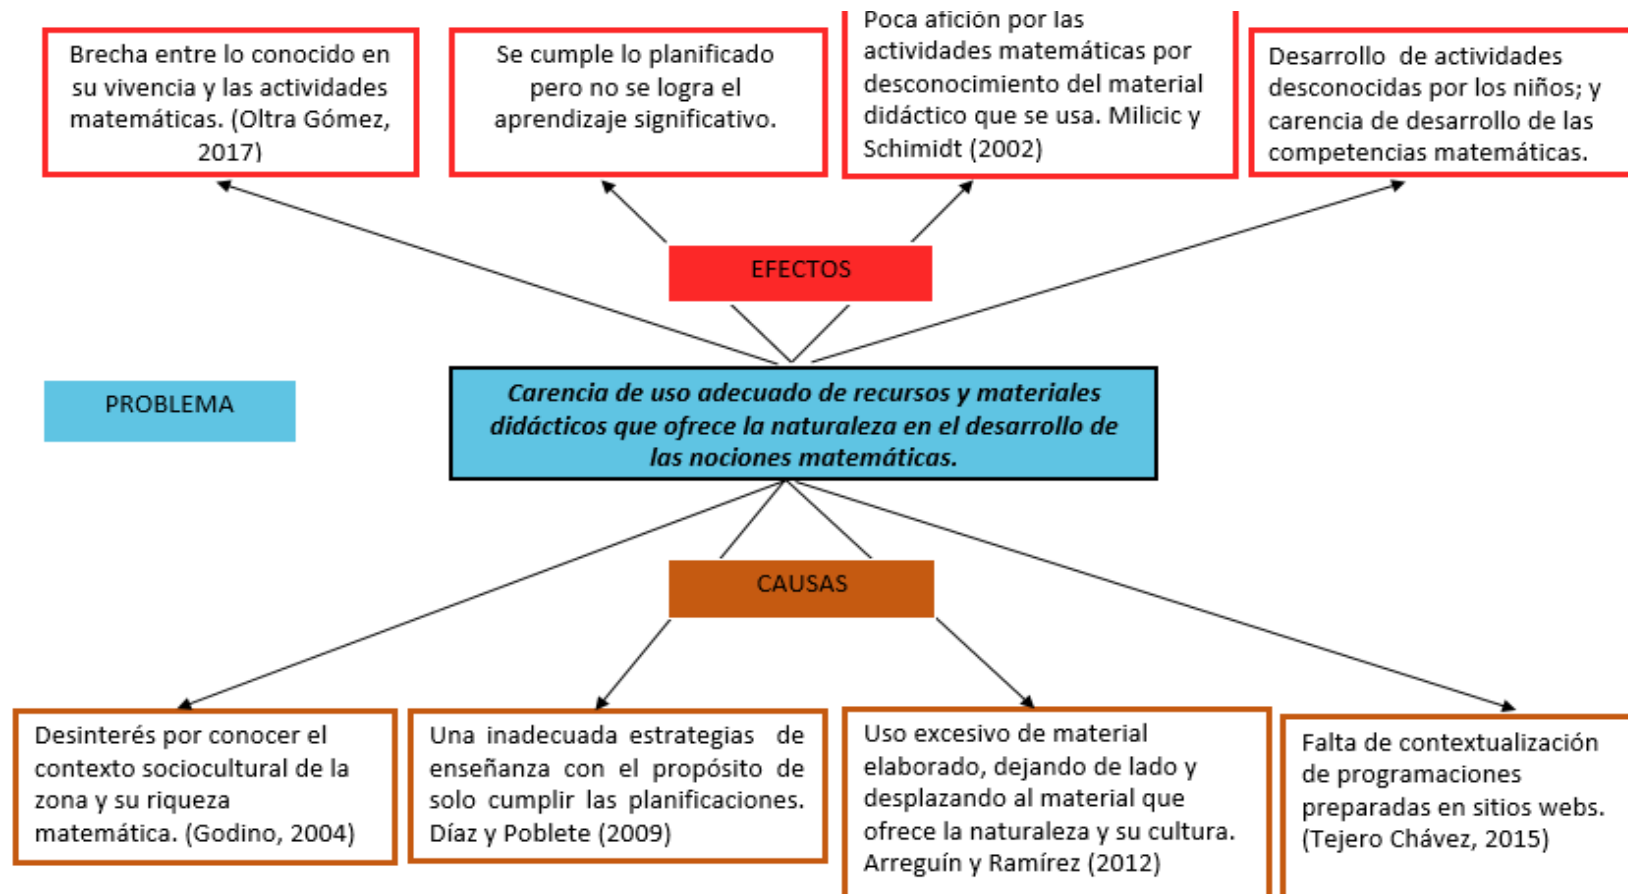 Brecha entre lo conocido en
su vivencia y las actividades
matemáticas. (Oltra Gómez,
2017)
Se cumple lo planificado
pero no se logra el
aprendizaje significativo.
Poca afición por las
actividades matemáticas por
desconocimiento del material
didáctico que se usa. Milicic y
Schimidt (2002)
Desarrollo de actividades
desconocidas por los niños; y
carencia de desarrollo de las
competencias matemáticas.
EFECTOS
PROBLEMA
Carencia de uso adecuado de recursos y materiales
didácticos que ofrece la naturaleza en el desarrollo de
las nociones matemáticas.
CAUSAS
Desinterés por conocer el
contexto sociocultural de la
zona y su riqueza
matemática. (Godino, 2004)
Una inadecuada estrategias de
enseñanza con el propósito de
solo cumplir las planificaciones.
Díaz y Poblete (2009)
Uso excesivo de material
elaborado, dejando de lado y
desplazando al material que
ofrece la naturaleza y su cultura.
Arreguín y Ramírez (2012)
Falta de contextualización
de programaciones
preparadas en sitios webs.
(Tejero Chávez, 2015)